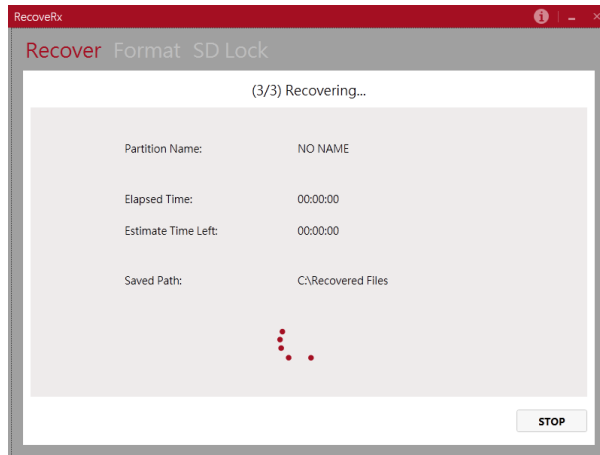 RecoveRx
Recover Format SD Lock
(3/3) Recovering...
Partition Name: NO NAME
Elapsed Time: 00:00:00
Estimate Time Left: 00:00:00
Saved Path: C:\Recovered Files
STOP